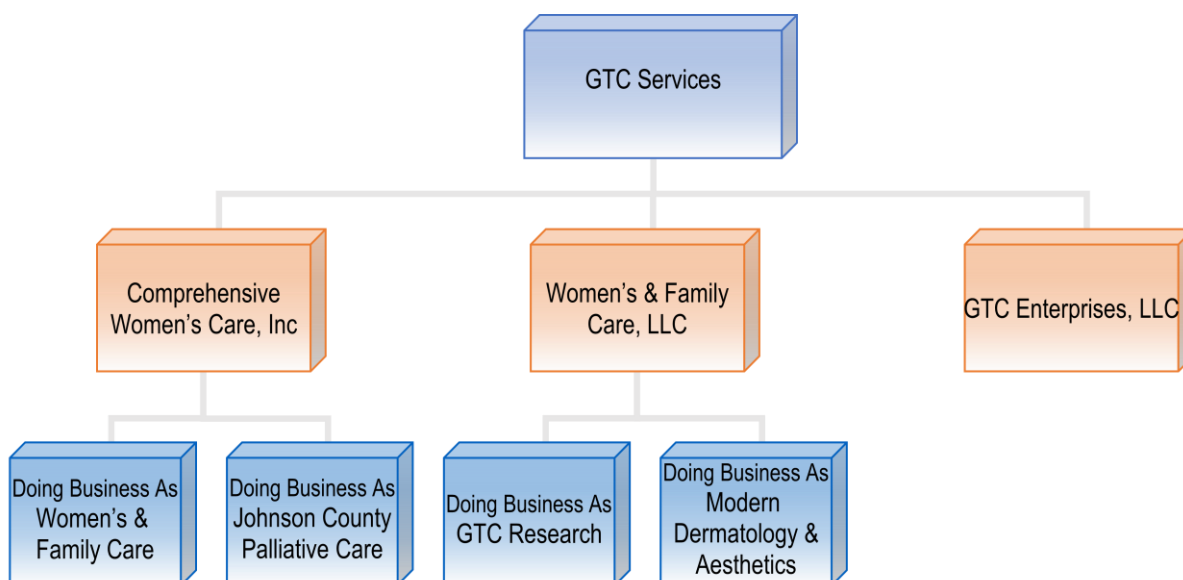 GTC Services
Comprehensive
Women's Care, Inc
Women's & Family
Care, LLC
GTC Enterprises, LLC
Doing Business As
Women's &
Family Care
Doing Business As
Johnson County
Palliative Care
Doing Business As
GTC Research
Doing Business As
Modern
Dermatology &
Aesthetics